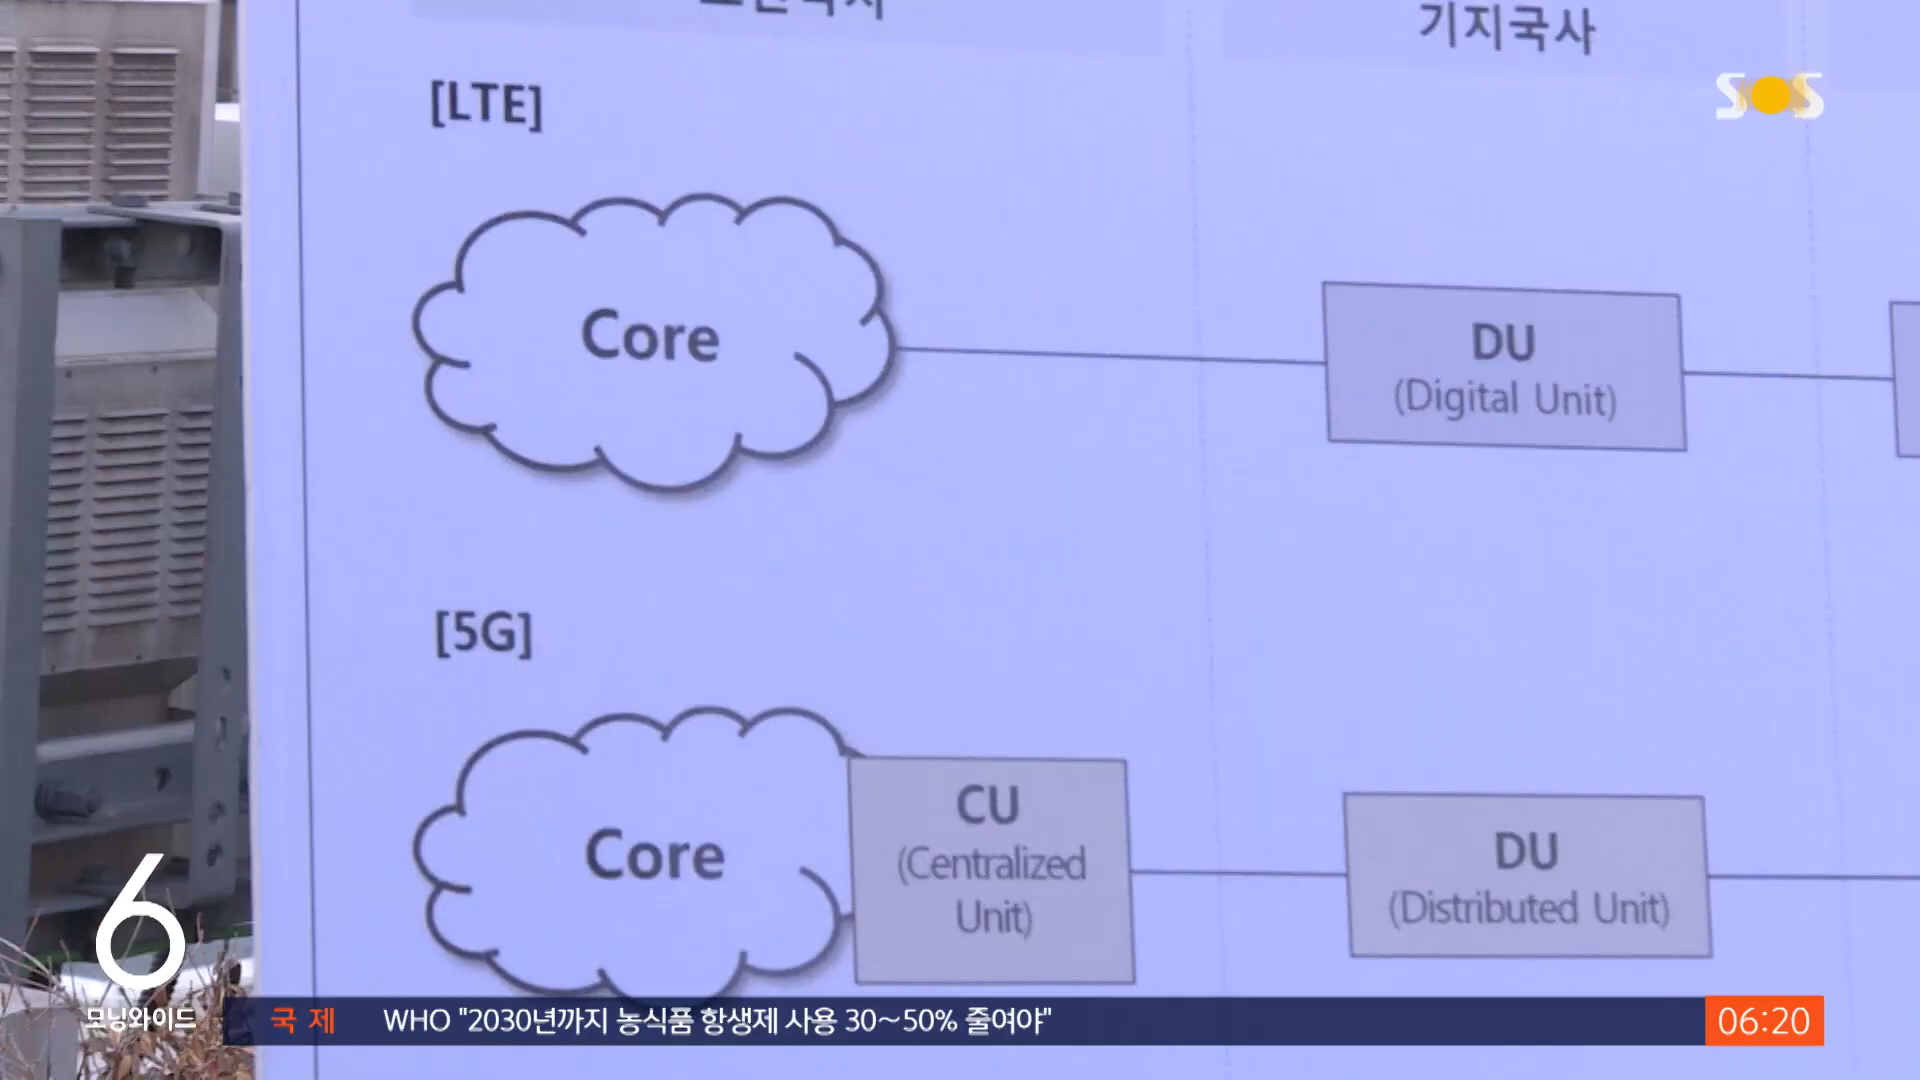 기지국사
[LTE]
Core
DU
(Digital Unit)
[5G]
Core
CU
(Centralized
Unit)
DU
(Distributed Unit)
6
모닝와이드
국 제
WHO "2030년까지 농식품 항생제 사용 30~50% 줄여야"
06:20